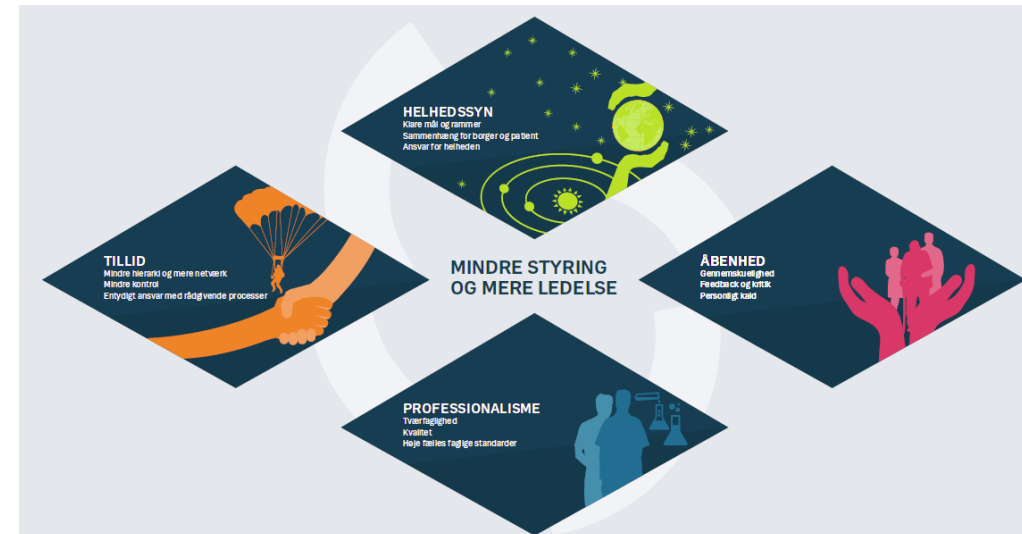 HELHEDSSYN
Klare mål og rammer
Sammenhæng for borger og patient
Ansvar for helheden
TILLID
Mindre hierarki og mere netværk
Mindre kontrol
Entydigt ansvar med rådgivende processer
MINDRE STYRING
OG MERE LEDELSE
ÅBENHED
Gennemskuelighed
Feedback og kritik
Personligt kald
PROFESSIONALISME
Tværfaglighed
Kvalitet
Høje fælles faglige standarder